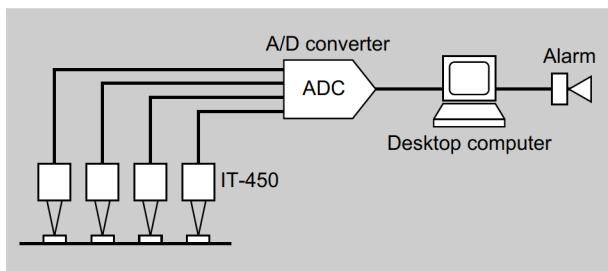 A/D converter
ADC
Alarm
Desktop computer
IT-450